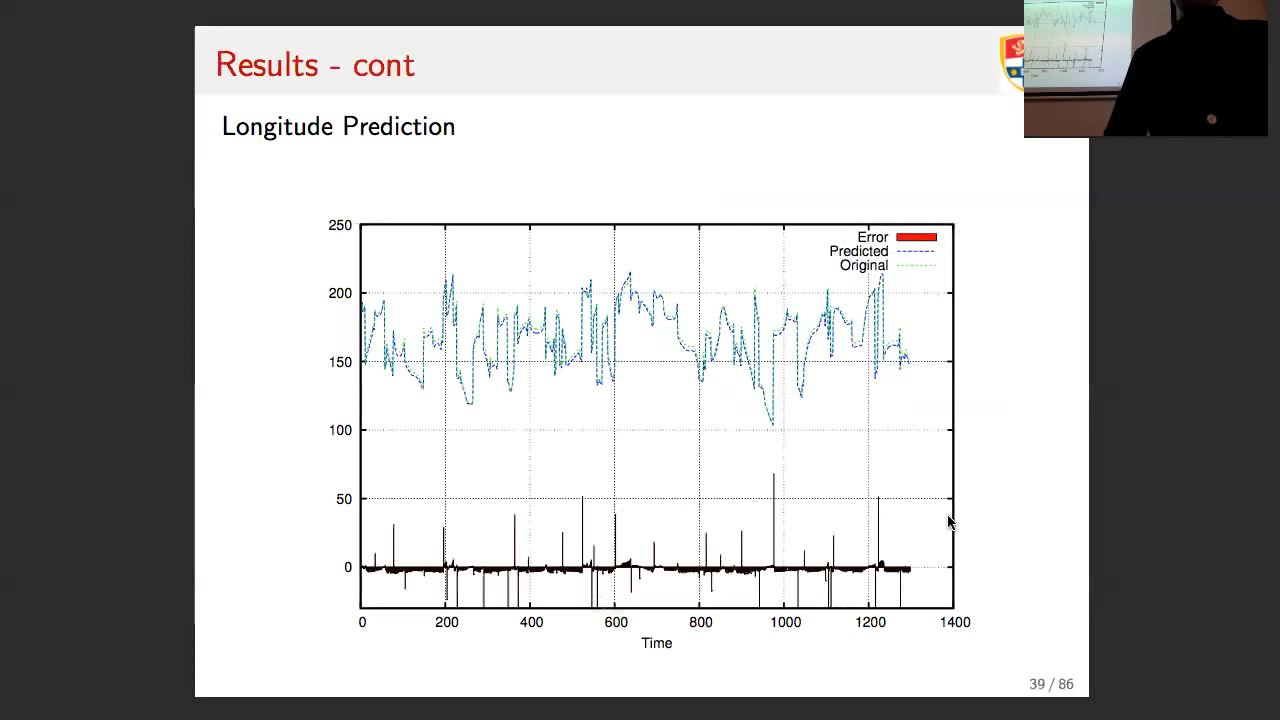 Results - cont
Longitude Prediction
250
200
150
100
50
0
Error
Predicted
Original
0 200 400 600 800 1000 1200 1400
Time
39 / 86